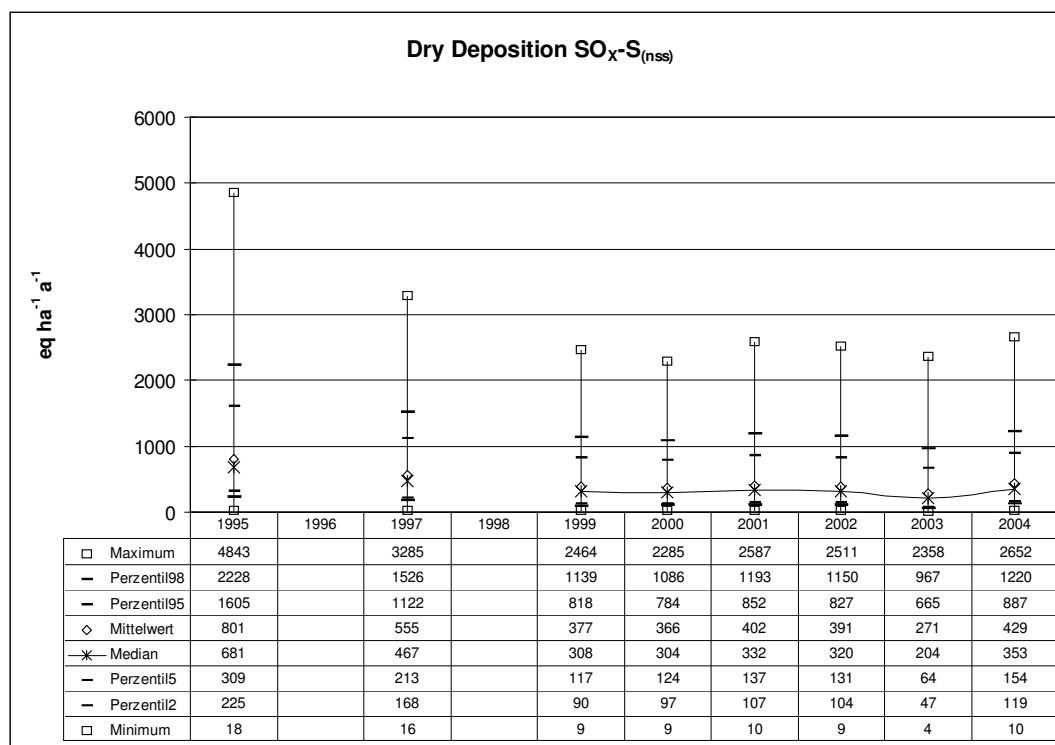 Dry Deposition SOX-S(nss)
6000
5000
4000
3000
2000
1000
0
eq ha-1 a-1
1995 1996 1997 1998 1999 2000 2001 2002 2003 2004
Maximum 4843 3285 2464 2285 2587 2511 2358 2652
Perzentil98 2228 1526 1139 1086 1193 1150 967 1220
Perzentil95 1605 1122 818 784 852 827 665 887
Mittelwert 801 555 377 366 402 391 271 429
Median 681 467 308 304 332 320 204 353
Perzentil5 309 213 117 124 137 131 64 154
Perzentil2 225 168 90 97 107 104 47 119
Minimum 18 16 9 9 10 9 4 10